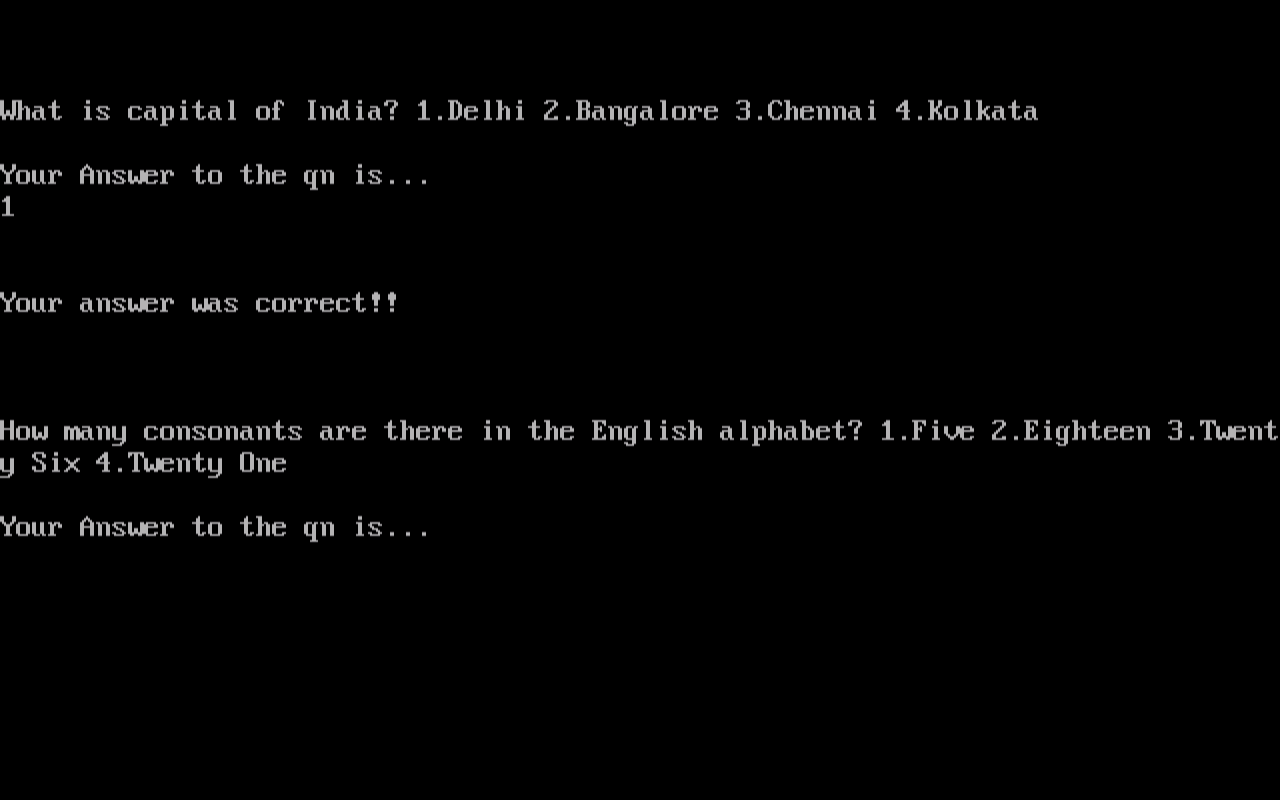 What is capital of India? 1.Delhi 2.Bangalore 3.Chennai 4.Kolkata
Your Answer to the qn is...
1
Your answer was correct!!
How many consonants are there in the English alphabet? 1.Five 2.Eighteen 3.Twent
y Six 4.Twenty One
Your Answer to the qn is...